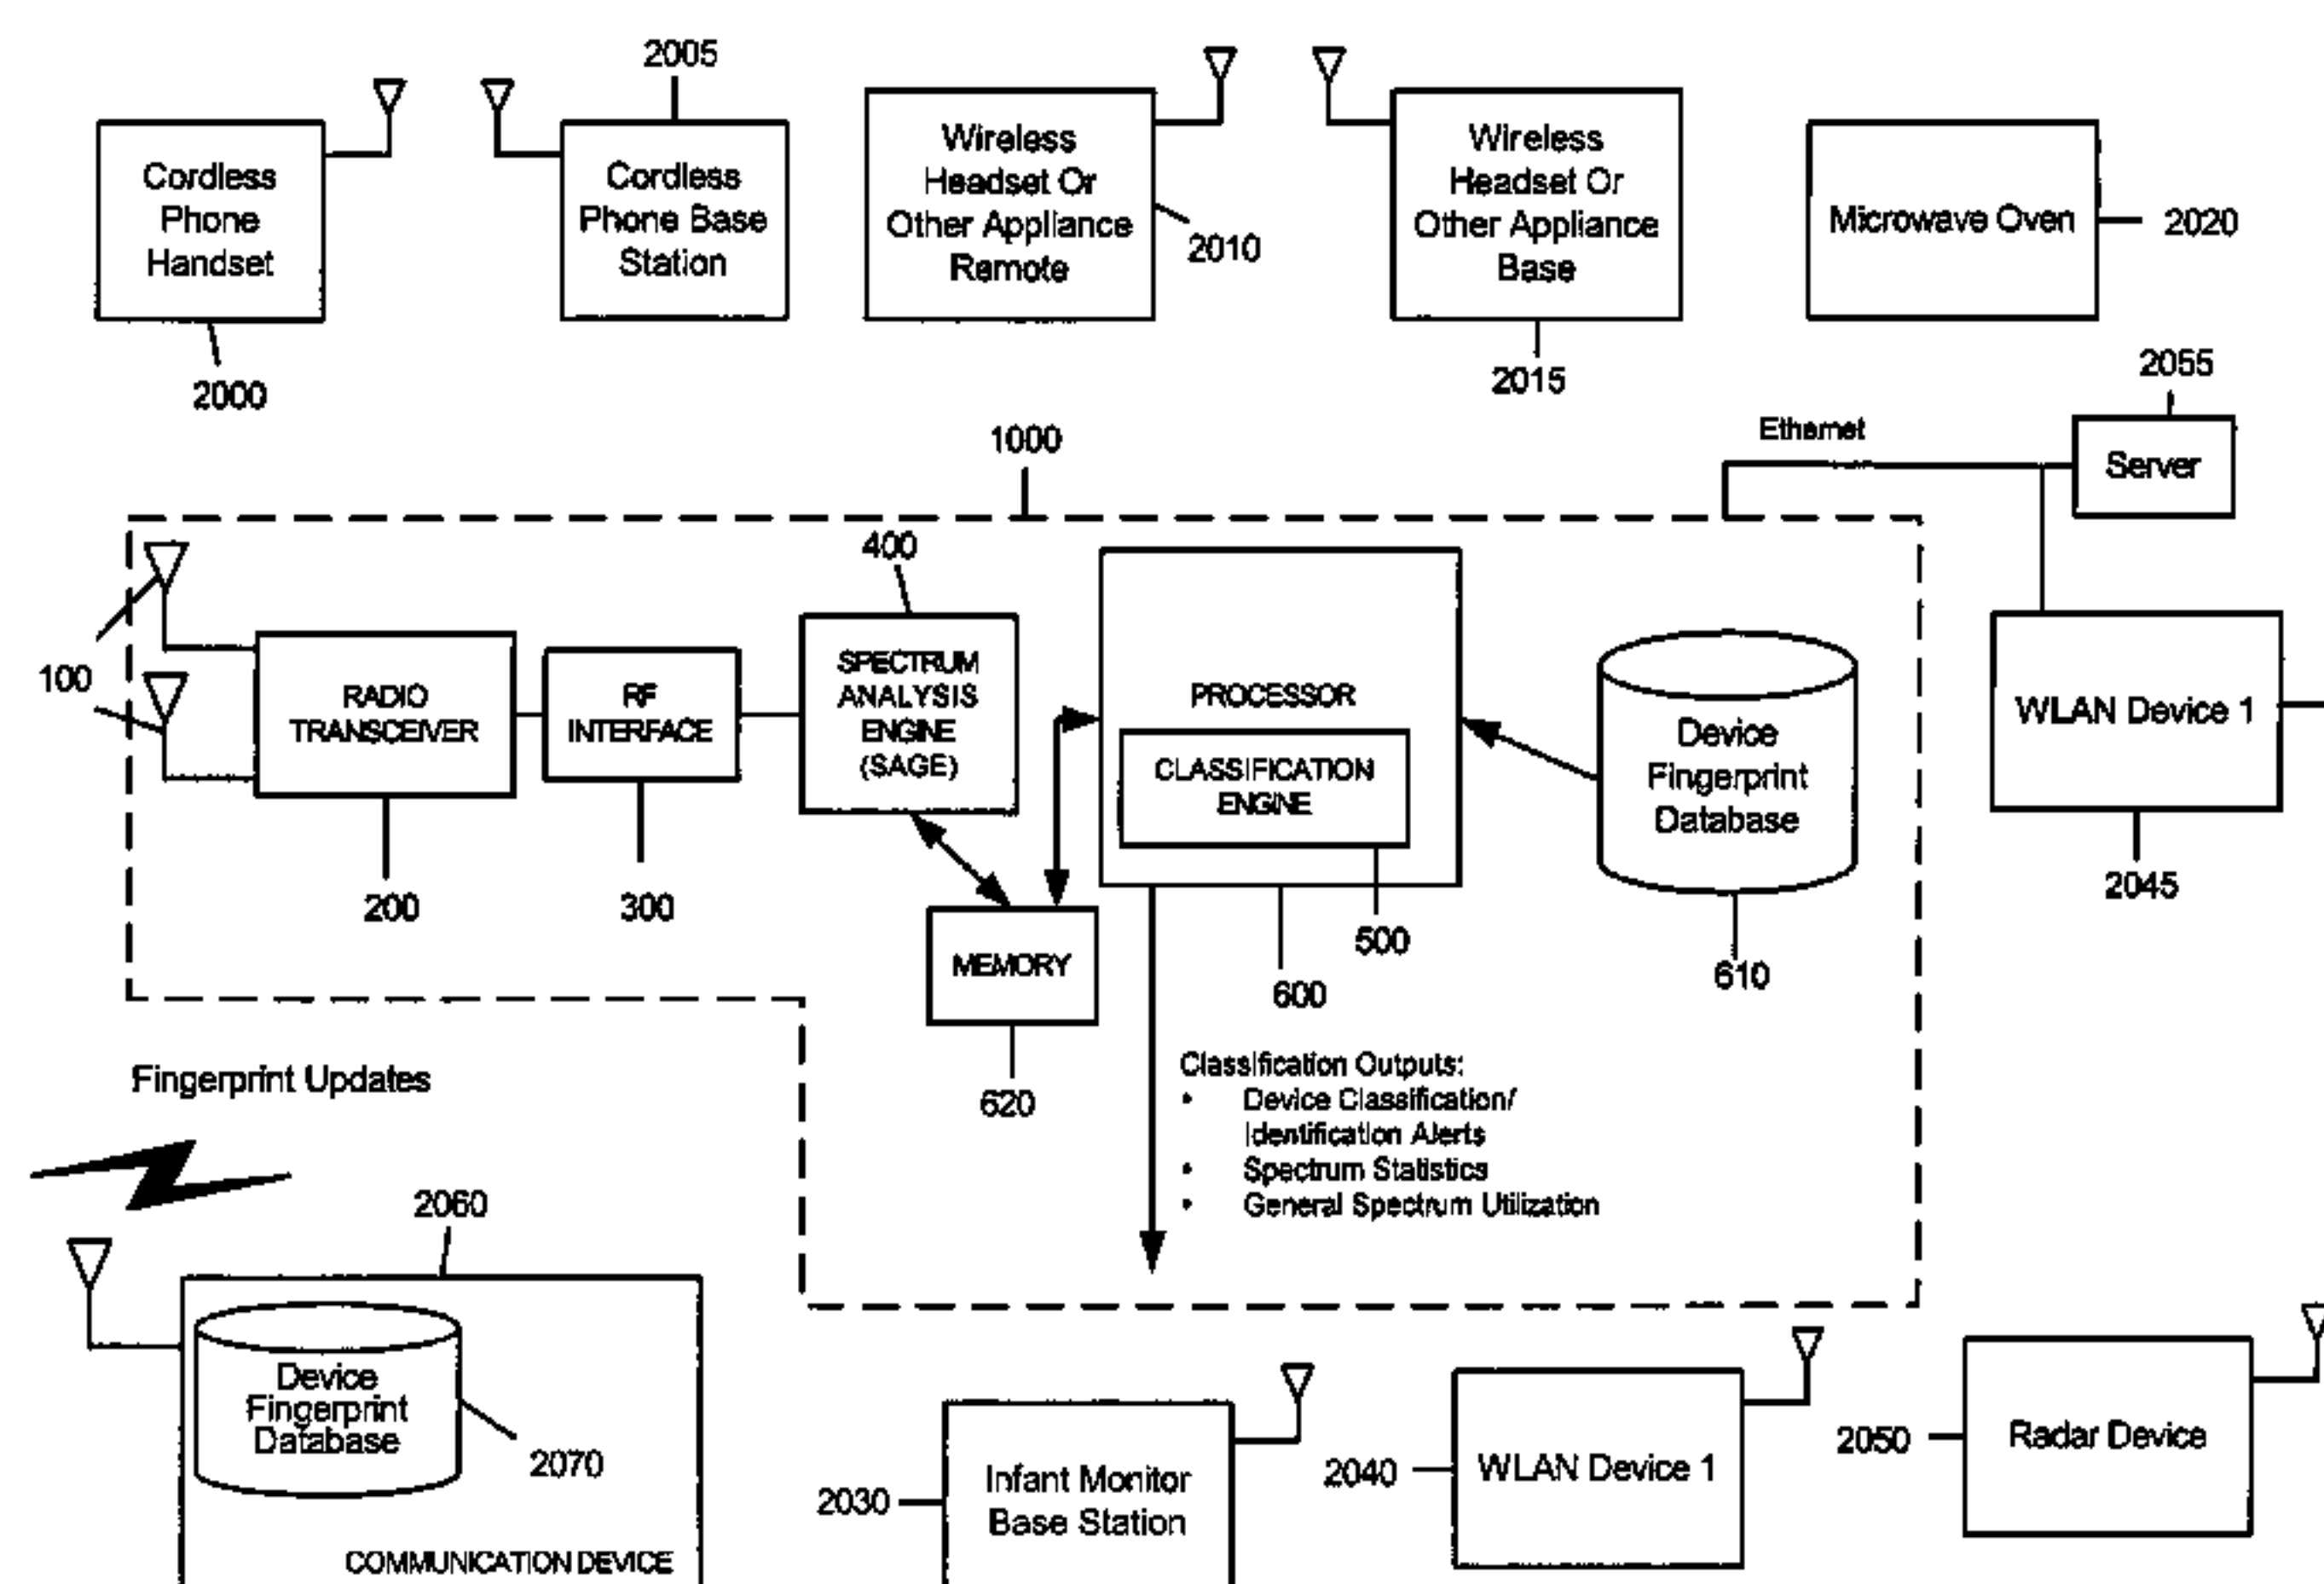 2005
Cordless
Phone
Handset
2000
Cordless
Phone Base
Station
Wireless
Headset Or
Other Appliance
Remote
2010
Wireless
Headset Or
Other Appliance
Base
2015
Microwave Oven
2020
2055
Ethernet
Server
1000
100
RADIO
TRANSCEIVER
200
RF
INTERFACE
300
400
SPECTRUM
ANALYSIS
ENGINE
(SAGE)
PROCESSOR
CLASSIFICATION
ENGINE
500
600
MEMORY
620
Device
Fingerprint
Database
610
WLAN Device 1
2045
Classification Outputs:
• Device Classification/
Identification Alerts
• Spectrum Statistics
• General Spectrum Utilization
Fingerprint Updates
2060
Device
Fingerprint
Database
2070
COMMUNICATION DEVICE
2030
Infant Monitor
Base Station
2040
WLAN Device 1
2050
Radar Device